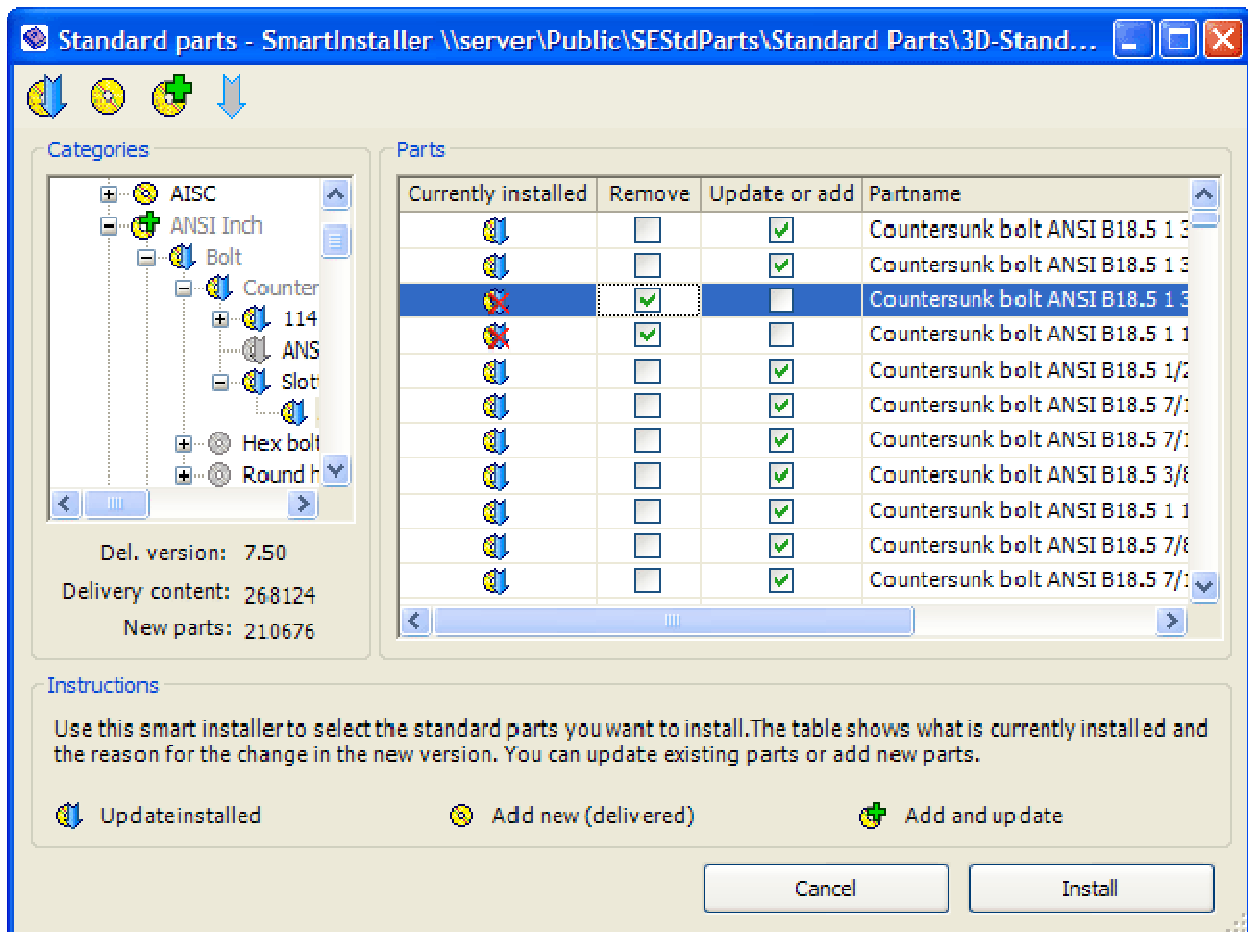 Standard parts - SmartInstaller \\server\Public\SEStdParts\Standard Parts\3D-Stand...
Categories
AISC
ANSI Inch
Bolt
Counter
114
ANS
Slot
Hex bolt
Round h
Del. version: 7.50
Delivery content: 268124
New parts: 210676
Parts
Currently installed Remove Update or add Partname
Countersunk bolt ANSI B18.5 1 3
Countersunk bolt ANSI B18.5 1 3
Countersunk bolt ANSI B18.5 1 3
Countersunk bolt ANSI B18.5 1 1
Countersunk bolt ANSI B18.5 1/2
Countersunk bolt ANSI B18.5 7/1
Countersunk bolt ANSI B18.5 7/1
Countersunk bolt ANSI B18.5 3/8
Countersunk bolt ANSI B18.5 1 1
Countersunk bolt ANSI B18.5 7/8
Countersunk bolt ANSI B18.5 7/1
Instructions
Use this smart installer to select the standard parts you want to install. The table shows what is currently installed and
the reason for the change in the new version. You can update existing parts or add new parts.
Update installed Add new (delivered) Add and update
Cancel Install